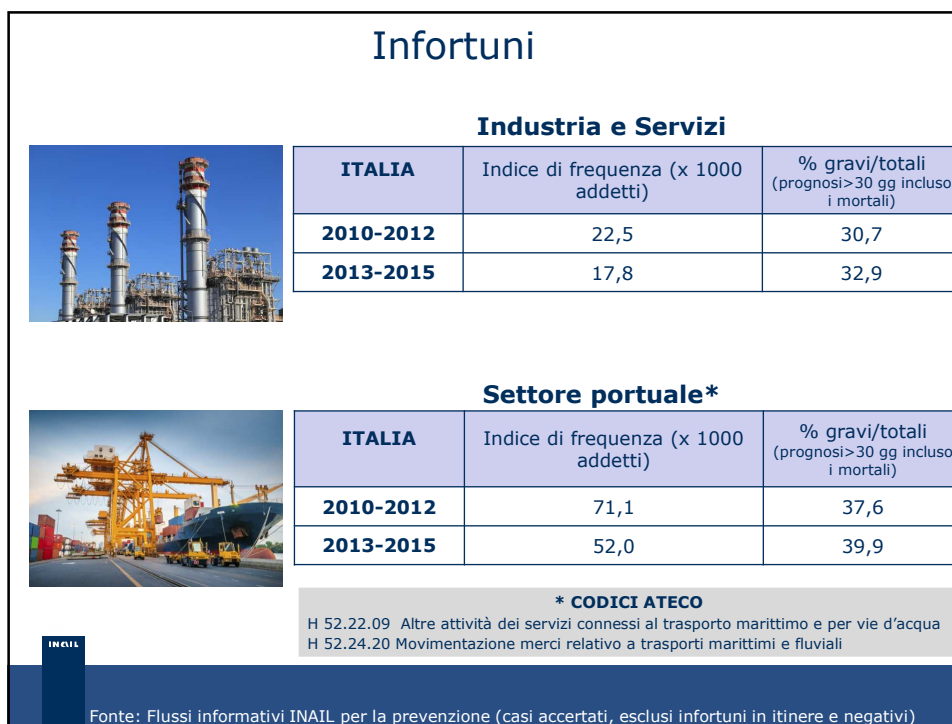 Infortuni
Industria e Servizi
ITALIA
Indice di frequenza (x 1000
addetti)
% gravi/totali
(prognosi>30 gg incluso
i mortali)
2010-2012
22,5
30,7
2013-2015
17,8
32,9
Settore portuale*
ITALIA
Indice di frequenza (x 1000
addetti)
% gravi/totali
(prognosi>30 gg incluso
i mortali)
2010-2012
71,1
37,6
2013-2015
52,0
39,9
* CODICI ATECO
H 52.22.09 Altre attività dei servizi connessi al trasporto marittimo e per vie d'acqua
H 52.24.20 Movimentazione merci relativo a trasporti marittimi e fluviali
INAIL
Fonte: Flussi informativi INAIL per la prevenzione (casi accertati, esclusi infortuni in itinere e negativi)